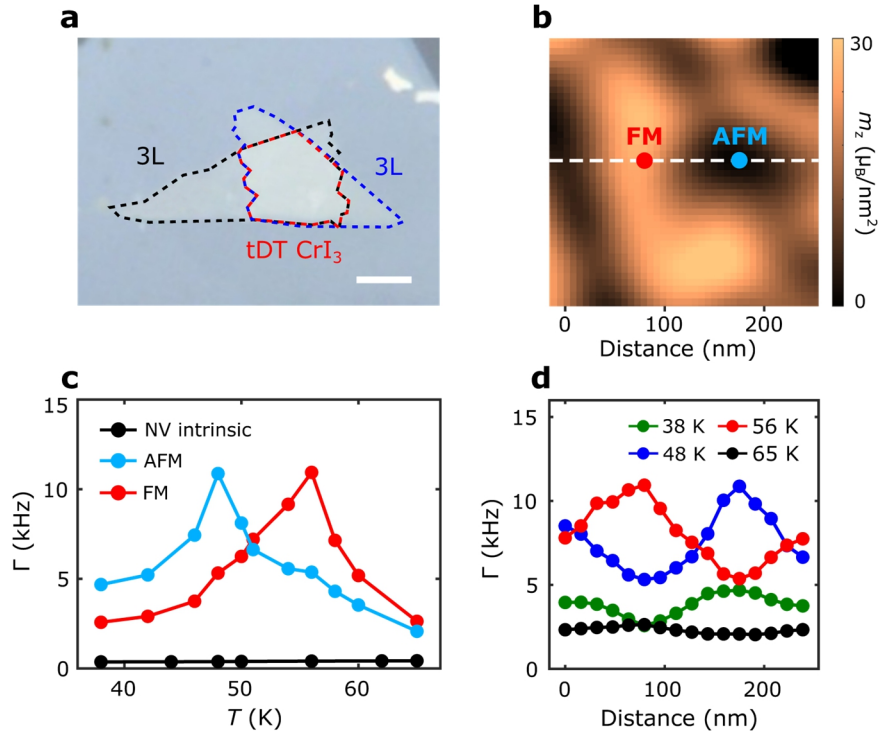 a
3L
3L
tDT CrI₃
b
FM
AFM
0
100
200
Distance (nm)
30
0
m_z (μ_B/nm²)
c
15
10
5
0
Γ (kHz)
NV intrinsic
AFM
FM
40
50
60
T (K)
d
15
10
5
0
Γ (kHz)
38 K
56 K
48 K
65 K
0
100
200
Distance (nm)